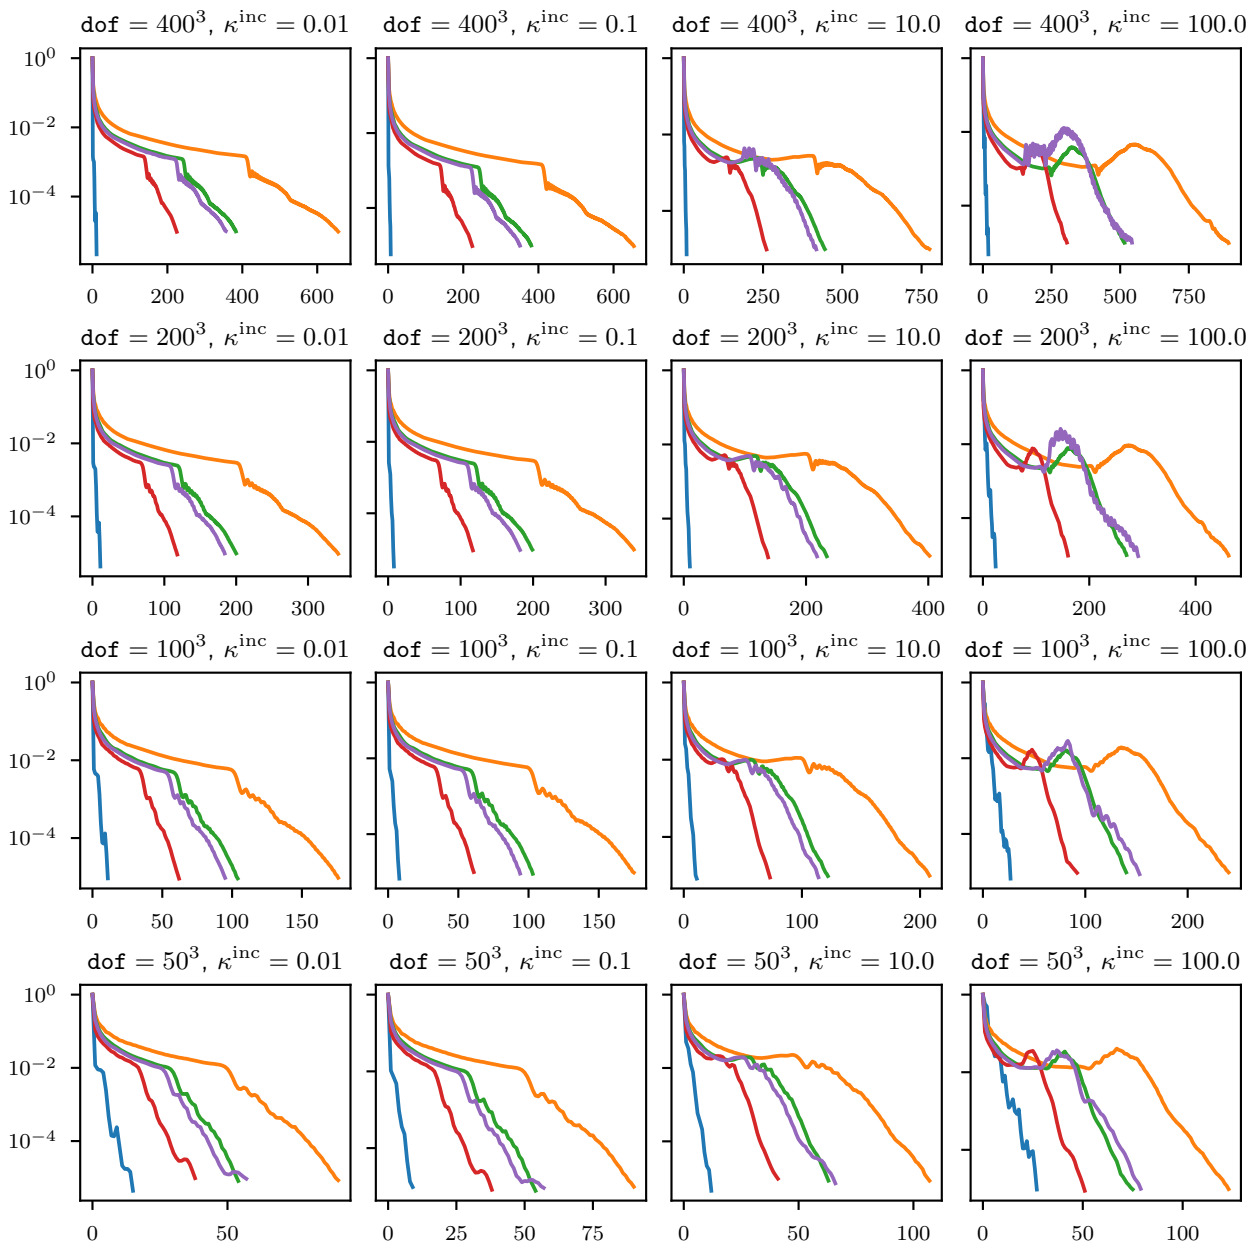 dof = 400³, κ^inc = 0.01 dof = 400³, κ^inc = 0.1 dof = 400³, κ^inc = 10.0 dof = 400³, κ^inc = 100.0
10⁰
10⁻²
10⁻⁴
0 200 400 600 0 200 400 600 0 250 500 750 0 250 500 750
dof = 200³, κ^inc = 0.01 dof = 200³, κ^inc = 0.1 dof = 200³, κ^inc = 10.0 dof = 200³, κ^inc = 100.0
10⁰
10⁻²
10⁻⁴
0 100 200 300 0 100 200 300 0 200 400 0 200 400
dof = 100³, κ^inc = 0.01 dof = 100³, κ^inc = 0.1 dof = 100³, κ^inc = 10.0 dof = 100³, κ^inc = 100.0
10⁰
10⁻²
10⁻⁴
0 50 100 150 0 50 100 150 0 100 200 0 100 200
dof = 50³, κ^inc = 0.01 dof = 50³, κ^inc = 0.1 dof = 50³, κ^inc = 10.0 dof = 50³, κ^inc = 100.0
10⁰
10⁻²
10⁻⁴
0 50 0 25 50 75 0 50 100 0 50 100